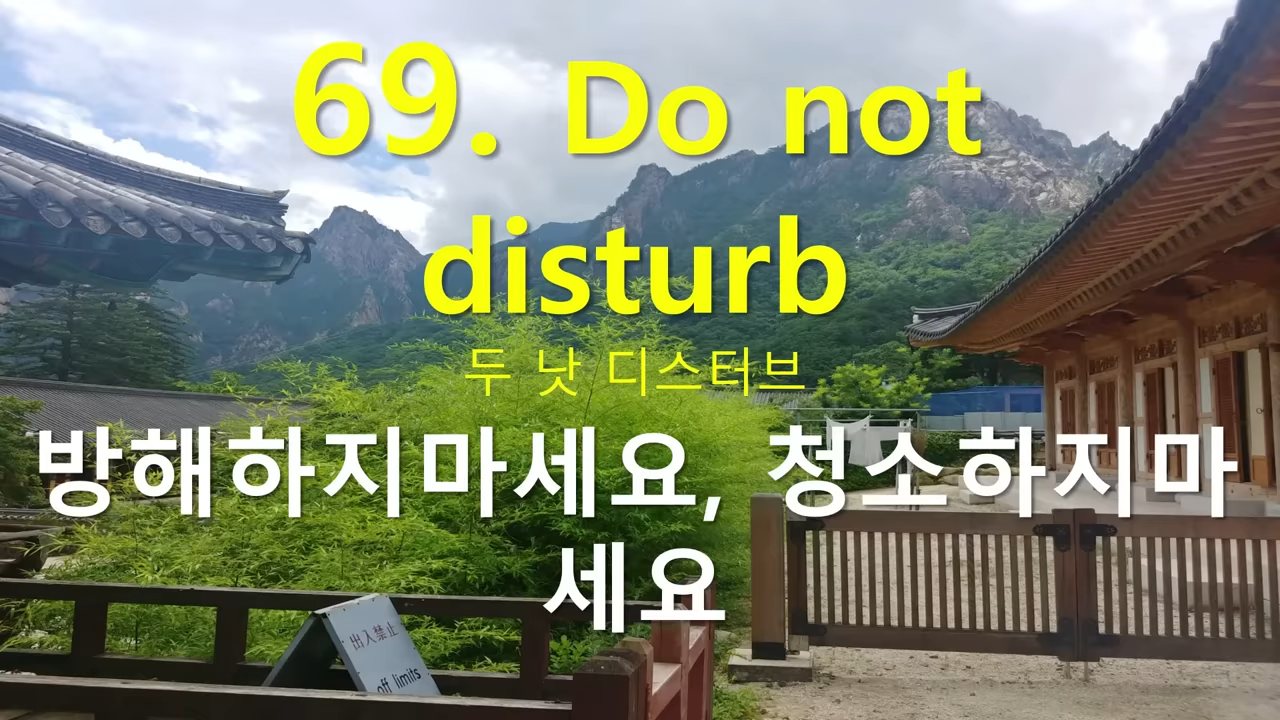 69. Do not
disturb
두 낫 디스터브
방해하지마세요, 청소하지마
세요
出入禁止
off limits